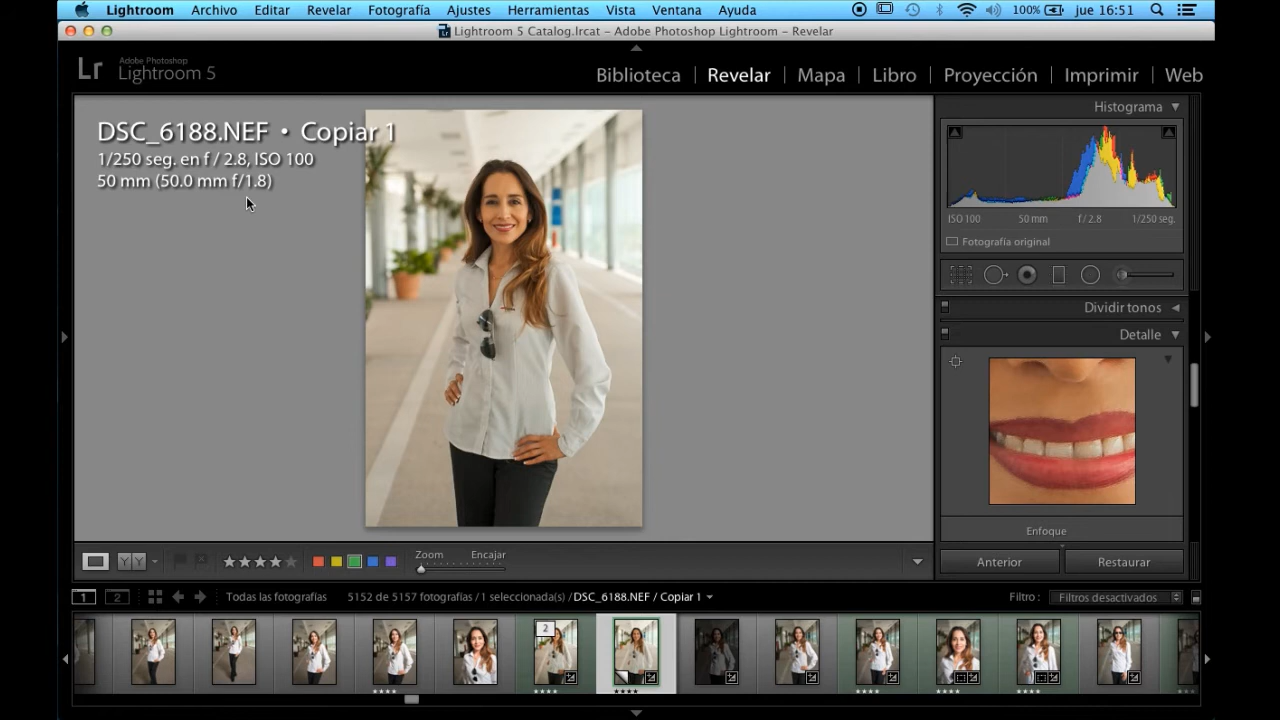 Lightroom Archivo Editar Revelar Fotografía Ajustes Herramientas Vista Ventana Ayuda 100% jue 16:51
Lr Lightroom 5 Catalog.lrcat – Adobe Photoshop Lightroom – Revelar
Lr Adobe Photoshop
Lightroom 5
Biblioteca | Revelar | Mapa | Libro | Proyección | Imprimir | Web
DSC_6188.NEF • Copiar 1
1/250 seg. en f / 2.8, ISO 100
50 mm (50.0 mm f/1.8)
Histograma
ISO 100 50 mm f / 2.8 1/250 seg.
Fotografía original
Dividir tonos
Detalle
Enfoque
Anterior Restaurar
YY Zoom Encajar
1 2 Todas las fotografías 5152 de 5157 fotografías / 1 seleccionada(s) / DSC_6188.NEF / Copiar 1 Filtro : Filtros desactivados
2